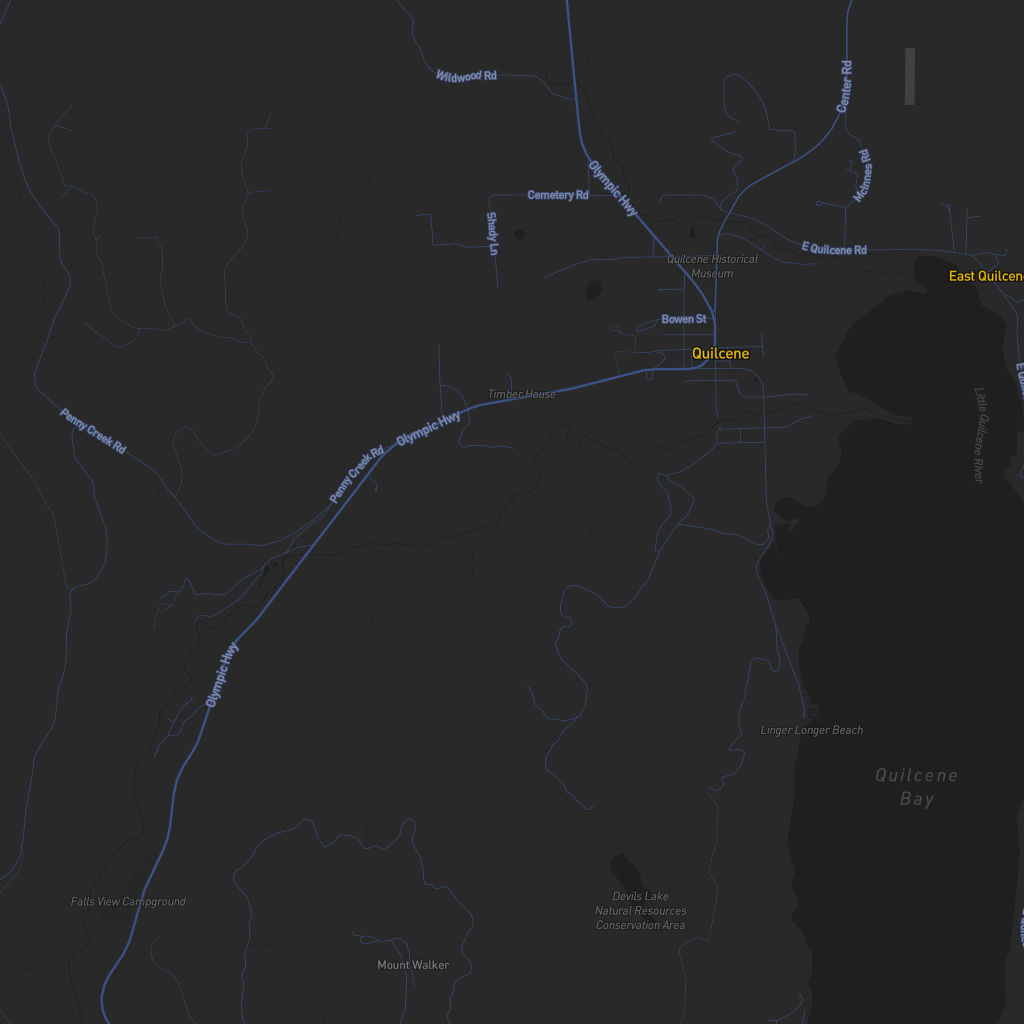 Wildwood Rd
Center Rd
McInnes Rd
Olympic Hwy
Cemetery Rd
Shady Ln
E Quilcene Rd
Quilcene Historical
Museum
East Quilcene
Bowen St
Quilcene
Timber House
Little Quilcene River
Penny Creek Rd
Olympic Hwy
Penny Creek Rd
Olympic Hwy
Linger Longer Beach
Quilcene
Bay
Falls View Campground
Devils Lake
Natural Resources
Conservation Area
Mount Walker